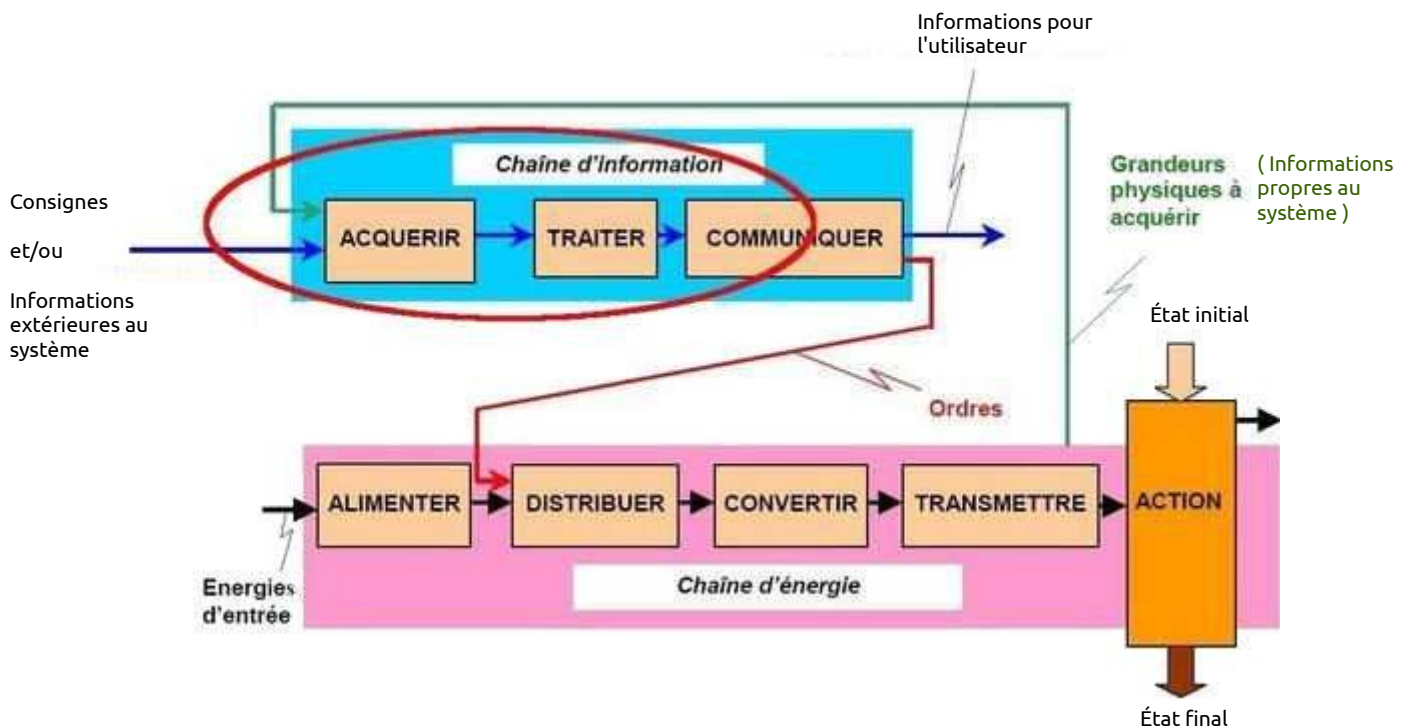 Informations pour
l'utilisateur
Chaîne d'information
Grandeurs
physiques à
acquérir
( Informations
propres au
système )
Consignes
et/ou
Informations
extérieures au
système
ACQUERIR
TRAITER
COMMUNIQUER
État initial
Ordres
ALIMENTER
DISTRIBUER
CONVERTIR
TRANSMETTRE
ACTION
Energies
d'entrée
Chaîne d'énergie
État final